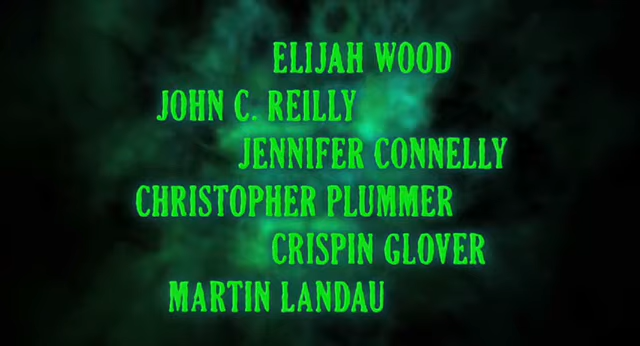 ELIJAH WOOD
JOHN C. REILLY
JENNIFER CONNELLY
CHRISTOPHER PLUMMER
CRISPIN GLOVER
MARTIN LANDAU